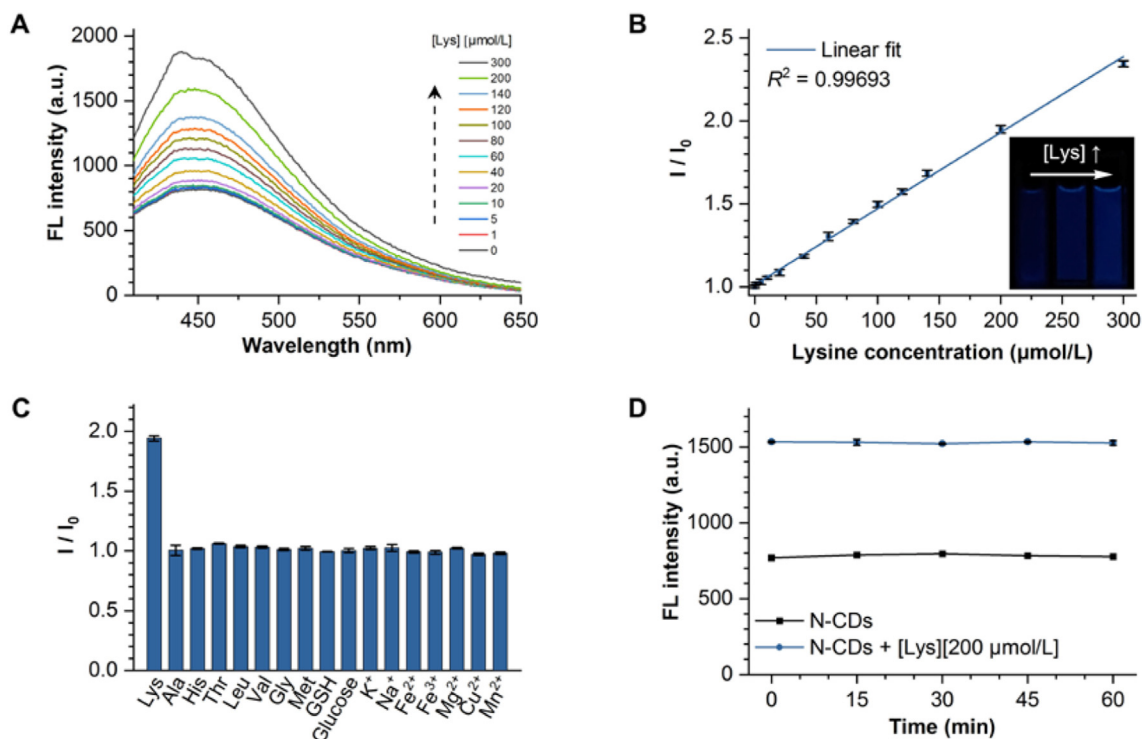 A
FL intensity (a.u.)
2000
1500
1000
500
0
450
500
550
600
650
Wavelength (nm)
[Lys] [µmol/L]
300
200
140
120
100
80
60
40
20
10
5
1
0
B
I / I₀
2.5
2.0
1.5
1.0
Linear fit
R² = 0.99693
[Lys] ↑
0
50
100
150
200
250
300
Lysine concentration (µmol/L)
C
I / I₀
2.0
1.5
1.0
0.5
0.0
Lys
Ala
His
Thr
Leu
Val
Gly
Met
GSH
Glucose
K⁺
Na⁺
Fe²⁺
Fe³⁺
Mg²⁺
Cu²⁺
Mn²⁺
D
FL intensity (a.u.)
1500
1000
500
0
N-CDs
N-CDs + [Lys][200 µmol/L]
0
15
30
45
60
Time (min)